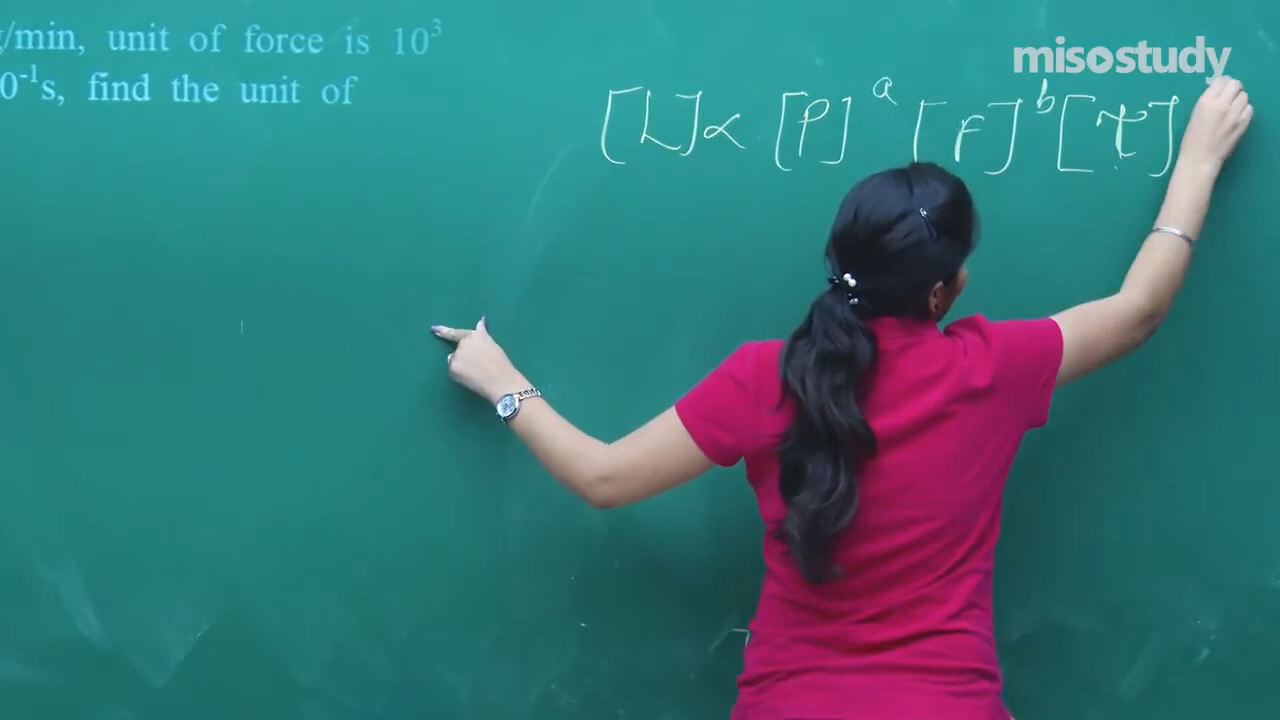 /min, unit of force is 10³
0⁻¹s, find the unit of
misostudy
[L] ∝ [P]ᵃ [F]ᵇ [τ]